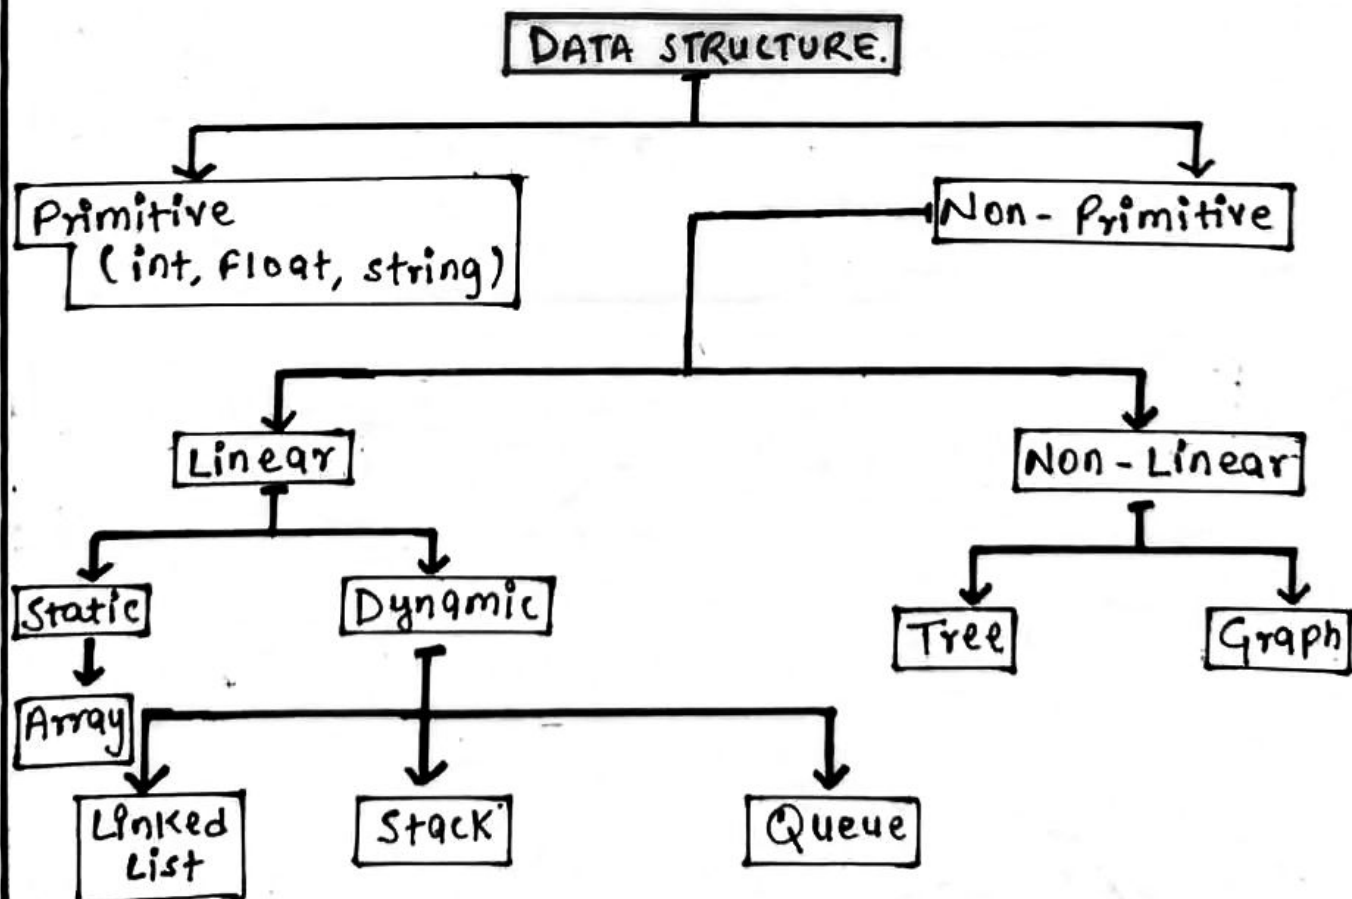 DATA STRUCTURE.
Primitive
(int, float, string)
Non- Primitive
Linear
Non-Linear
Static
Dynamic
Tree
Graph
Array
Linked
List
Stack
Queue